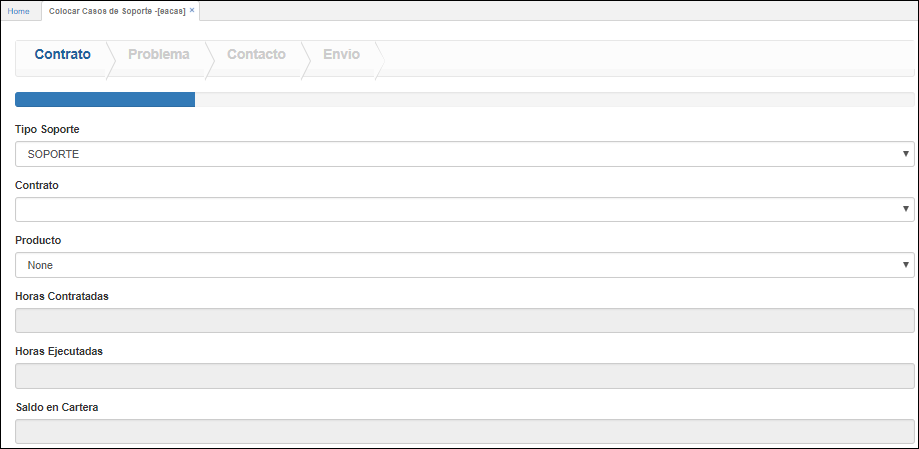 Home Colocar Casos de Soporte -[eacas] ×
Contrato Problema Contacto Envio
Tipo Soporte
SOPORTE
Contrato
Producto
None
Horas Contratadas
Horas Ejecutadas
Saldo en Cartera